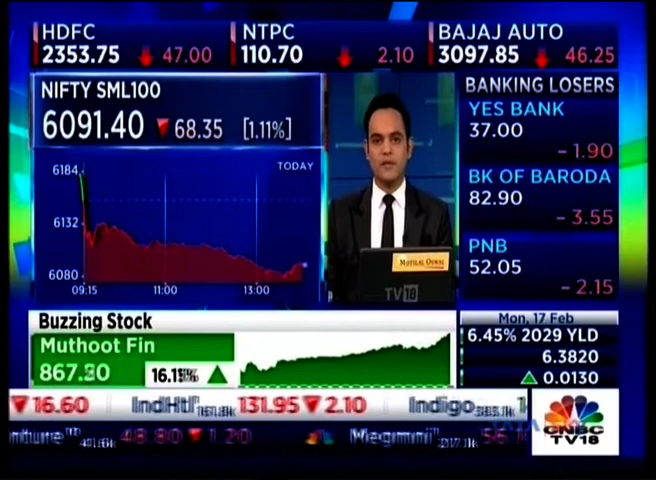 HDFC
2353.75 47.00
NTPC
110.70 2.10
BAJAJ AUTO
3097.85 46.25
NIFTY SML100
6091.40 68.35 [1.11%]
TODAY
6184
6132
6080
09:15 11:00 13:00
MOTILAL OSWAL
TV18
BANKING LOSERS
YES BANK
37.00
- 1.90
BK OF BARODA
82.90
- 3.55
PNB
52.05
- 2.15
Buzzing Stock
Muthoot Fin
Mon, 17 Feb
6.45% 2029 YLD
6.3820
0.0130
16.60 IndHtl 131.95 2.10 Indigo
48.80 1.20
CNBC
TV18